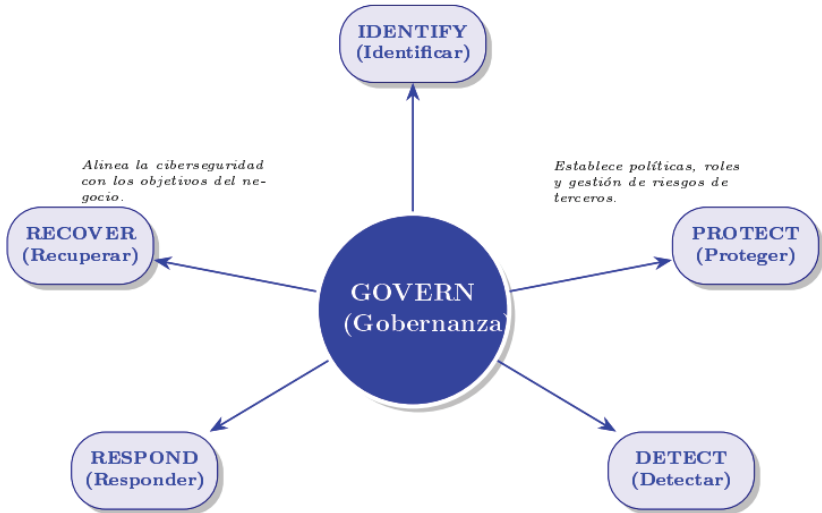 IDENTIFY
(Identificar)
Alinea la ciberseguridad
con los objetivos del ne-
gocio.
Establece políticas, roles
y gestión de riesgos de
terceros.
RECOVER
(Recuperar)
PROTECT
(Proteger)
GOVERN
(Gobernanza)
RESPOND
(Responder)
DETECT
(Detectar)